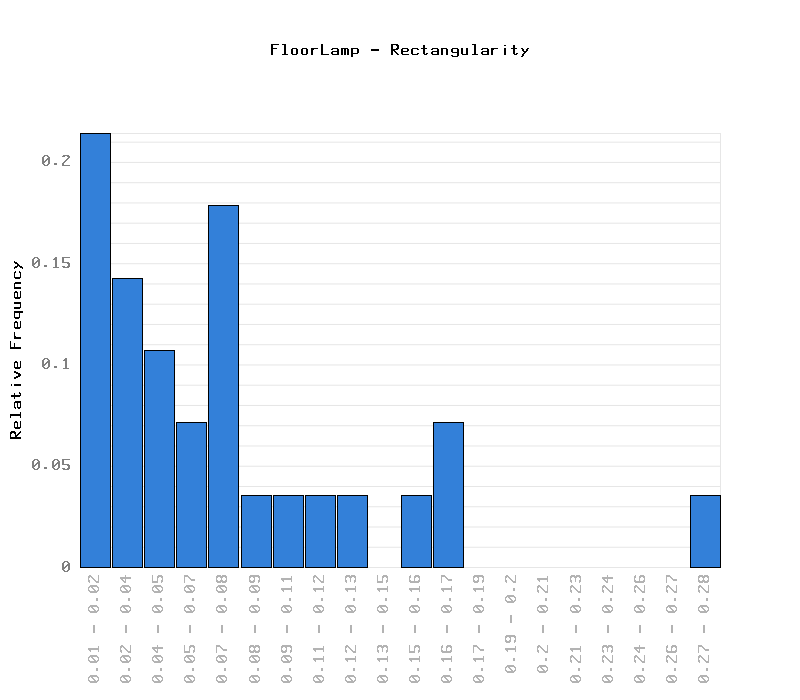 FloorLamp - Rectangularity
0.2
0.15
0.1
0.05
0
Relative Frequency
0.01 - 0.02
0.02 - 0.04
0.04 - 0.05
0.05 - 0.07
0.07 - 0.08
0.08 - 0.09
0.09 - 0.11
0.11 - 0.12
0.12 - 0.13
0.13 - 0.15
0.15 - 0.16
0.16 - 0.17
0.17 - 0.19
0.19 - 0.2
0.2 - 0.21
0.21 - 0.23
0.23 - 0.24
0.24 - 0.26
0.26 - 0.27
0.27 - 0.28